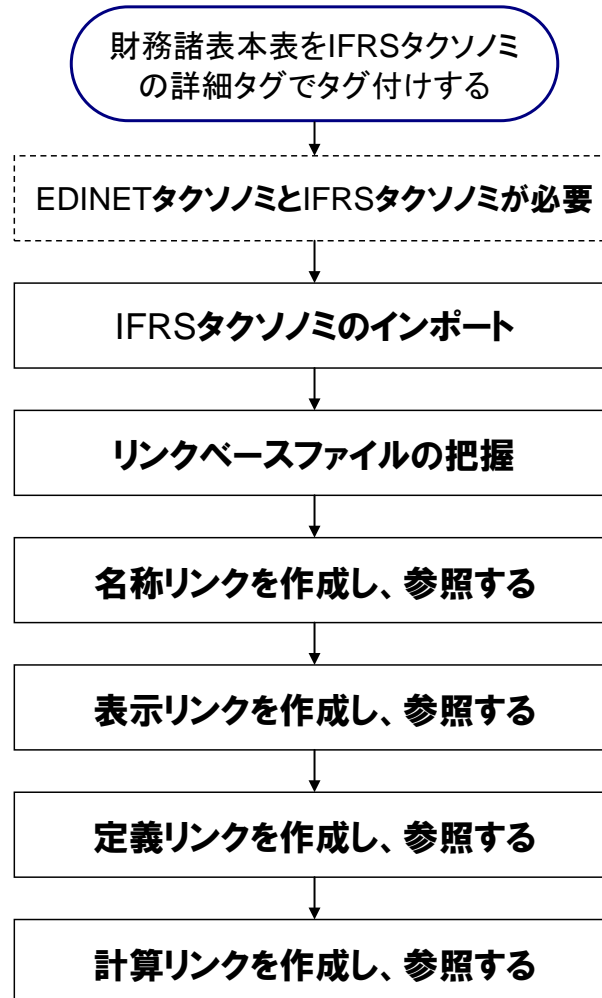 財務諸表本表をIFRSタクソノミ
の詳細タグでタグ付けする
EDINETタクソノミとIFRSタクソノミが必要
IFRSタクソノミのインポート
リンクベースファイルの把握
名称リンクを作成し、参照する
表示リンクを作成し、参照する
定義リンクを作成し、参照する
計算リンクを作成し、参照する